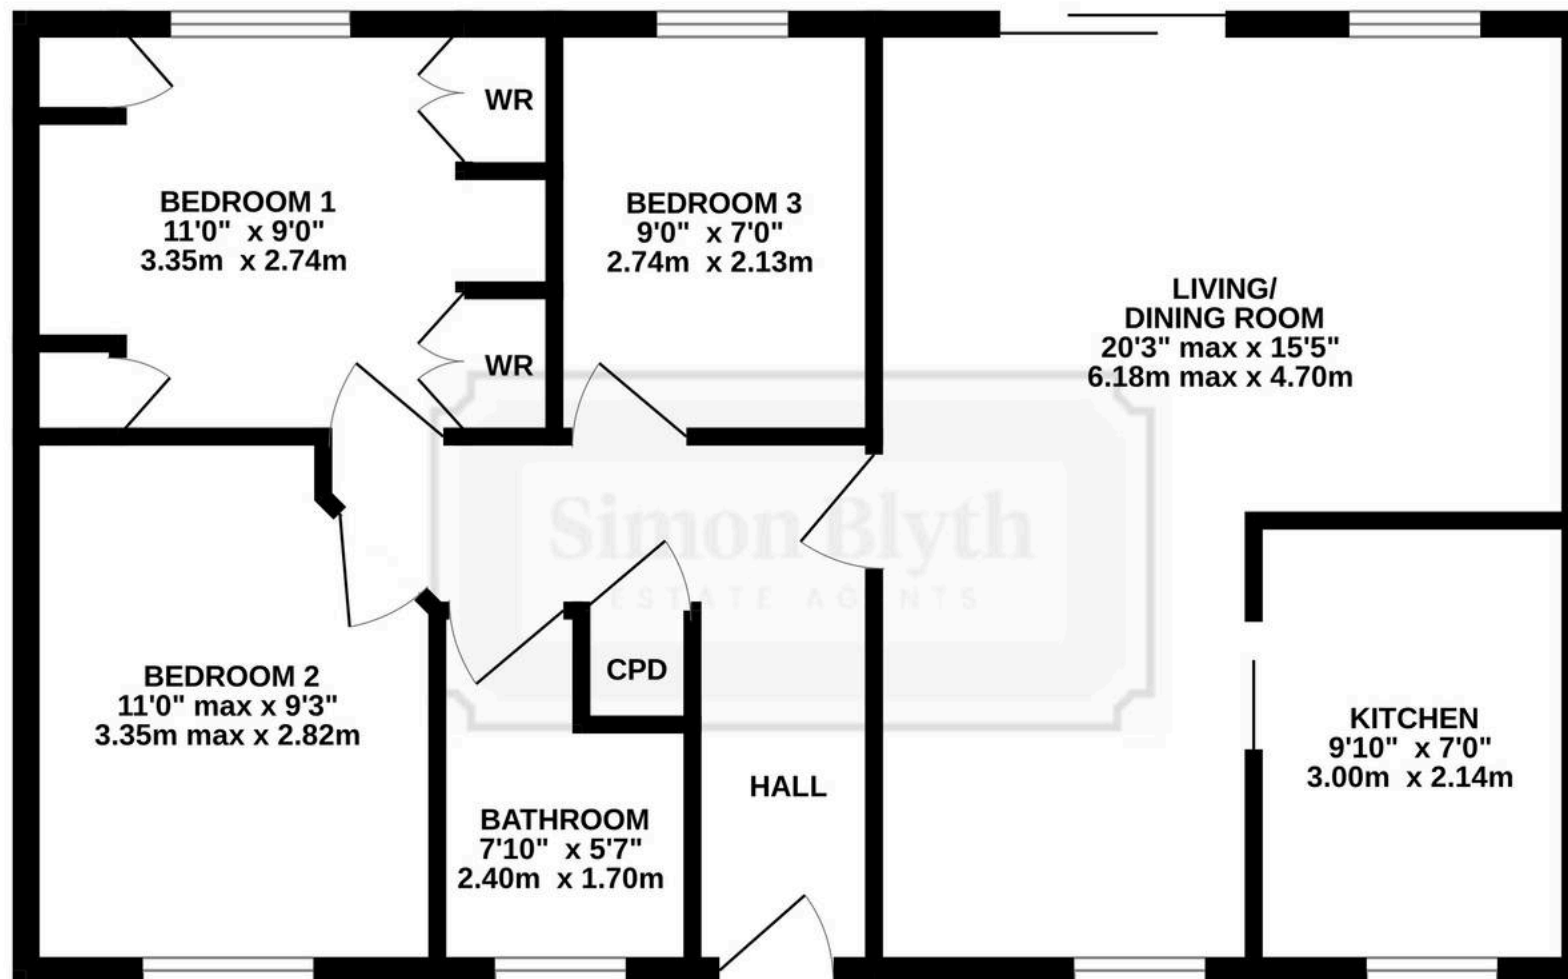 WR
BEDROOM 1
11'0" x 9'0"
3.35m x 2.74m
BEDROOM 3
9'0" x 7'0"
2.74m x 2.13m
LIVING/
DINING ROOM
20'3" max x 15'5"
6.18m max x 4.70m
WR
Simon Blyth
ESTATE AGENTS
BEDROOM 2
11'0" max x 9'3"
3.35m max x 2.82m
CPD
KITCHEN
9'10" x 7'0"
3.00m x 2.14m
HALL
BATHROOM
7'10" x 5'7"
2.40m x 1.70m